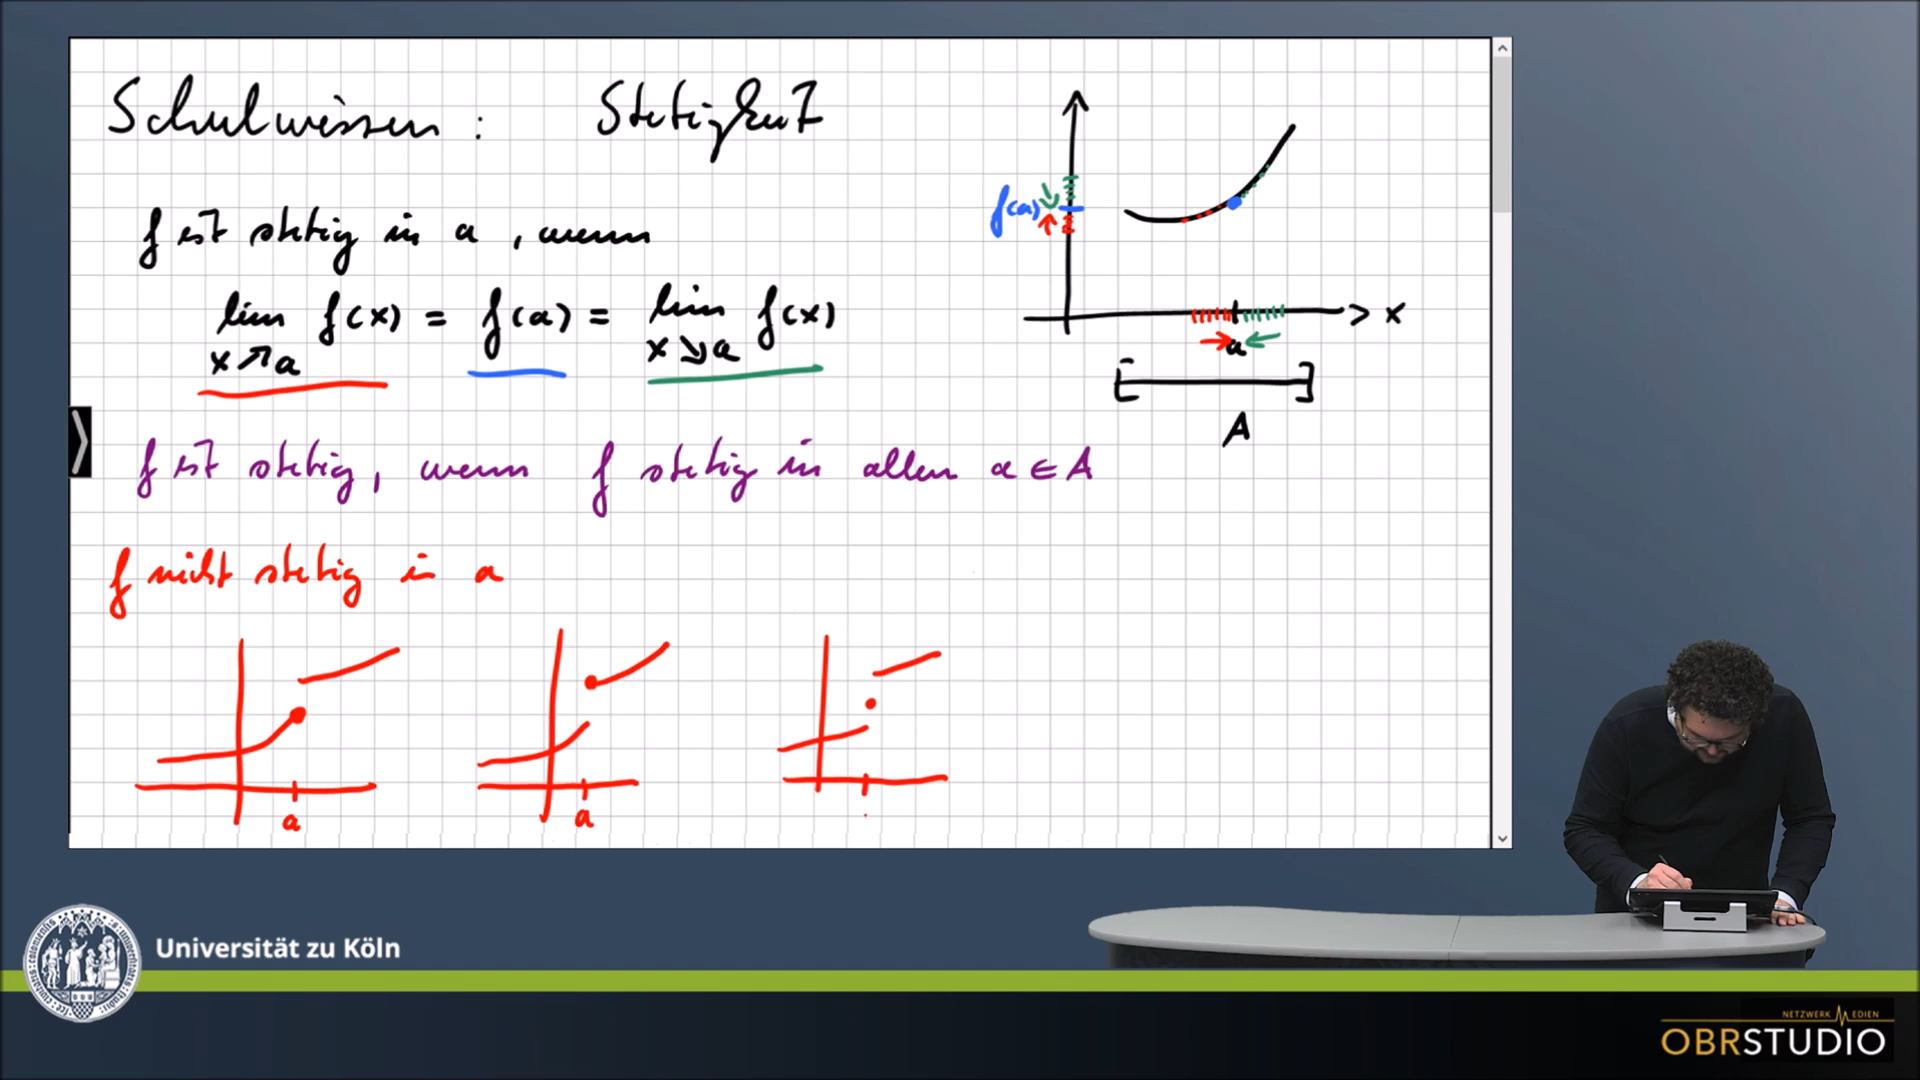 Schulwissen: Stetigkeit
f ist stetig in a, wenn
lim f(x) = f(a) = lim f(x)
x↗a x↘a
f(a)
x
a
A
f ist stetig, wenn f stetig in allen a ∈ A
f nicht stetig in a
a a
Universität zu Köln
NETZWERK MEDIEN
OBRSTUDIO